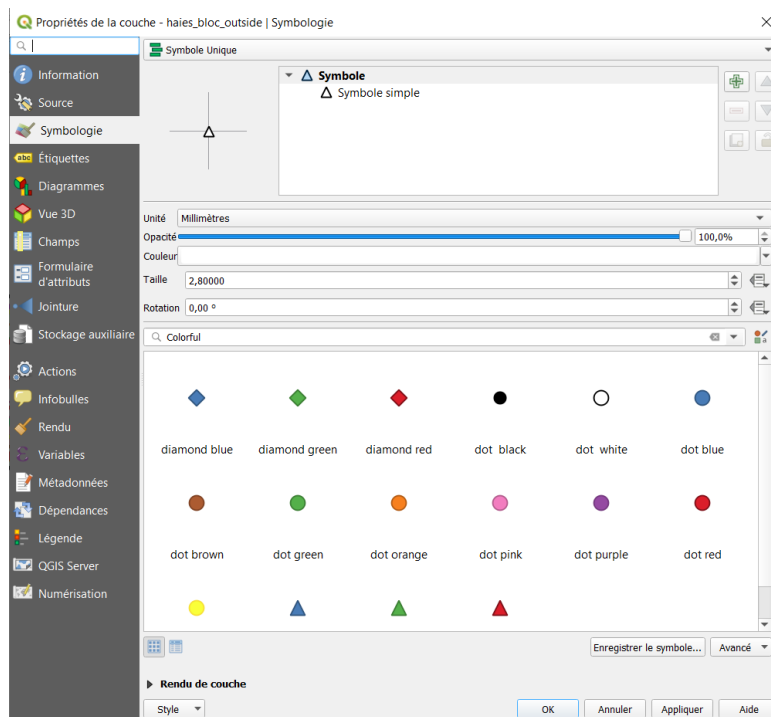 Propriétés de la couche - haies_bloc_outside | Symbologie
Information
Source
Symbologie
abc Étiquettes
Diagrammes
Vue 3D
Champs
Formulaire
d'attributs
Jointure
Stockage auxiliaire
Actions
Infobulles
Rendu
Variables
Métadonnées
Dépendances
Légende
QGIS Server
Numérisation
Symbole Unique
Symbole
Symbole simple
Unité Millimètres
Opacité 100,0%
Couleur
Taille 2,80000
Rotation 0,00 °
Colorful
diamond blue diamond green diamond red dot black dot white dot blue
dot brown dot green dot orange dot pink dot purple dot red
Enregistrer le symbole... Avancé
Rendu de couche
Style OK Annuler Appliquer Aide